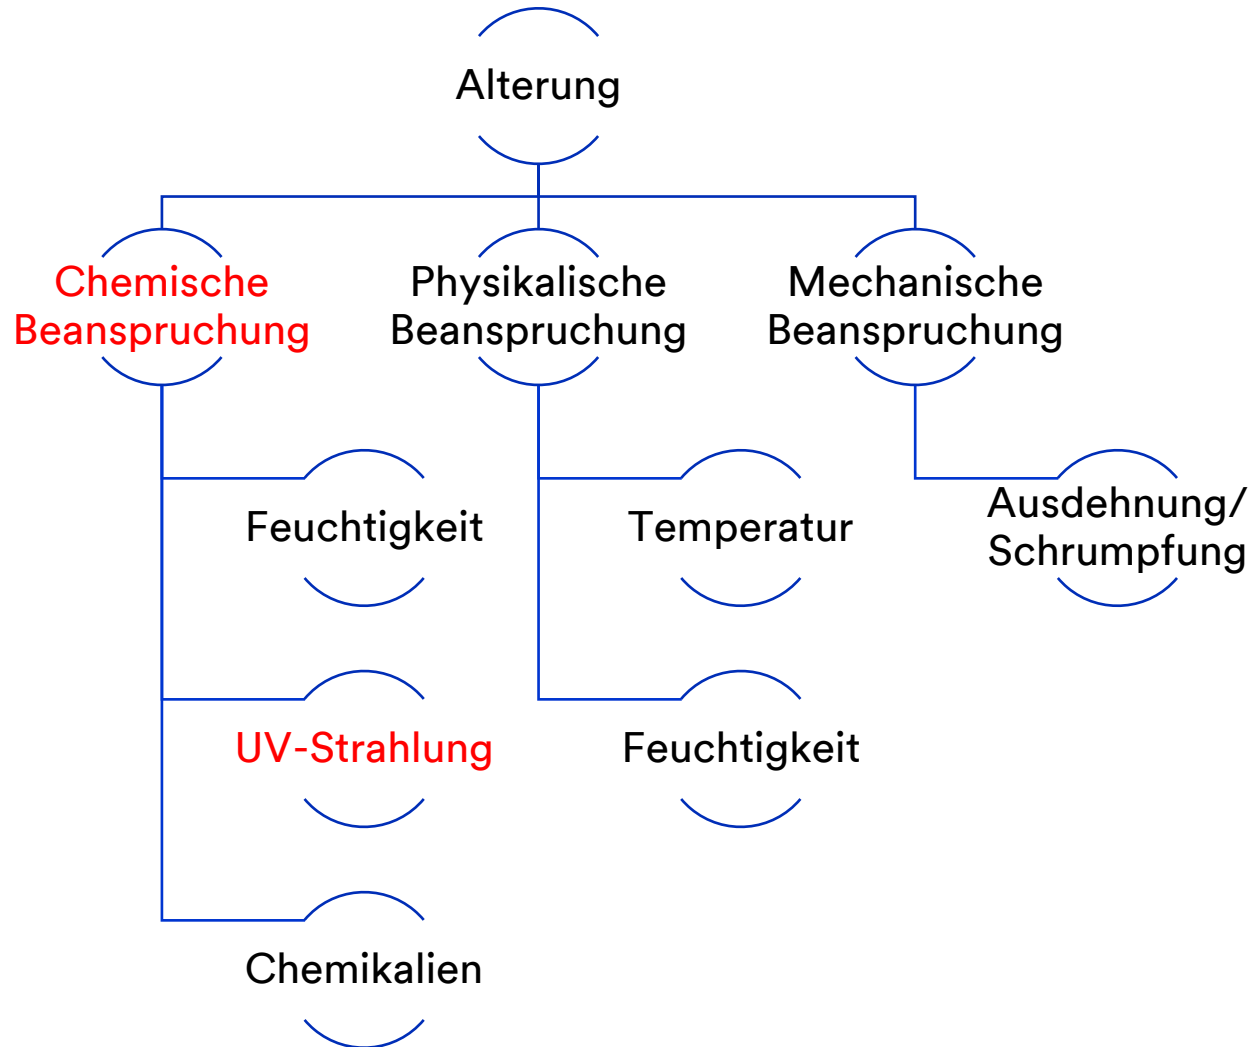 Alterung
Chemische
Beanspruchung
Physikalische
Beanspruchung
Mechanische
Beanspruchung
Feuchtigkeit
Temperatur
Ausdehnung/
Schrumpfung
UV-Strahlung
Feuchtigkeit
Chemikalien